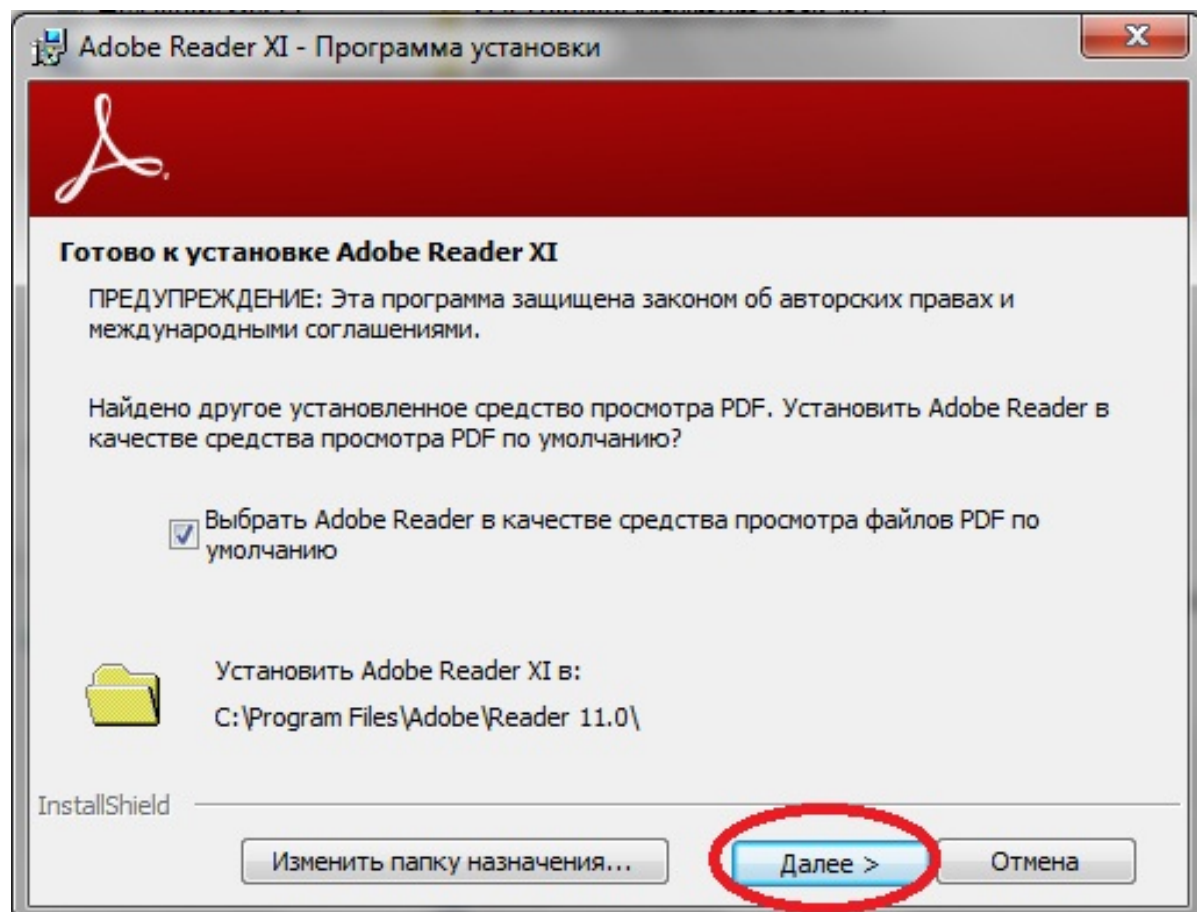 Adobe Reader XI - Программа установки
Готово к установке Adobe Reader XI
ПРЕДУПРЕЖДЕНИЕ: Эта программа защищена законом об авторских правах и
международными соглашениями.
Найдено другое установленное средство просмотра PDF. Установить Adobe Reader в
качестве средства просмотра PDF по умолчанию?
Выбрать Adobe Reader в качестве средства просмотра файлов PDF по
умолчанию
Установить Adobe Reader XI в:
C:\Program Files\Adobe\Reader 11.0\
InstallShield
Изменить папку назначения... Далее > Отмена